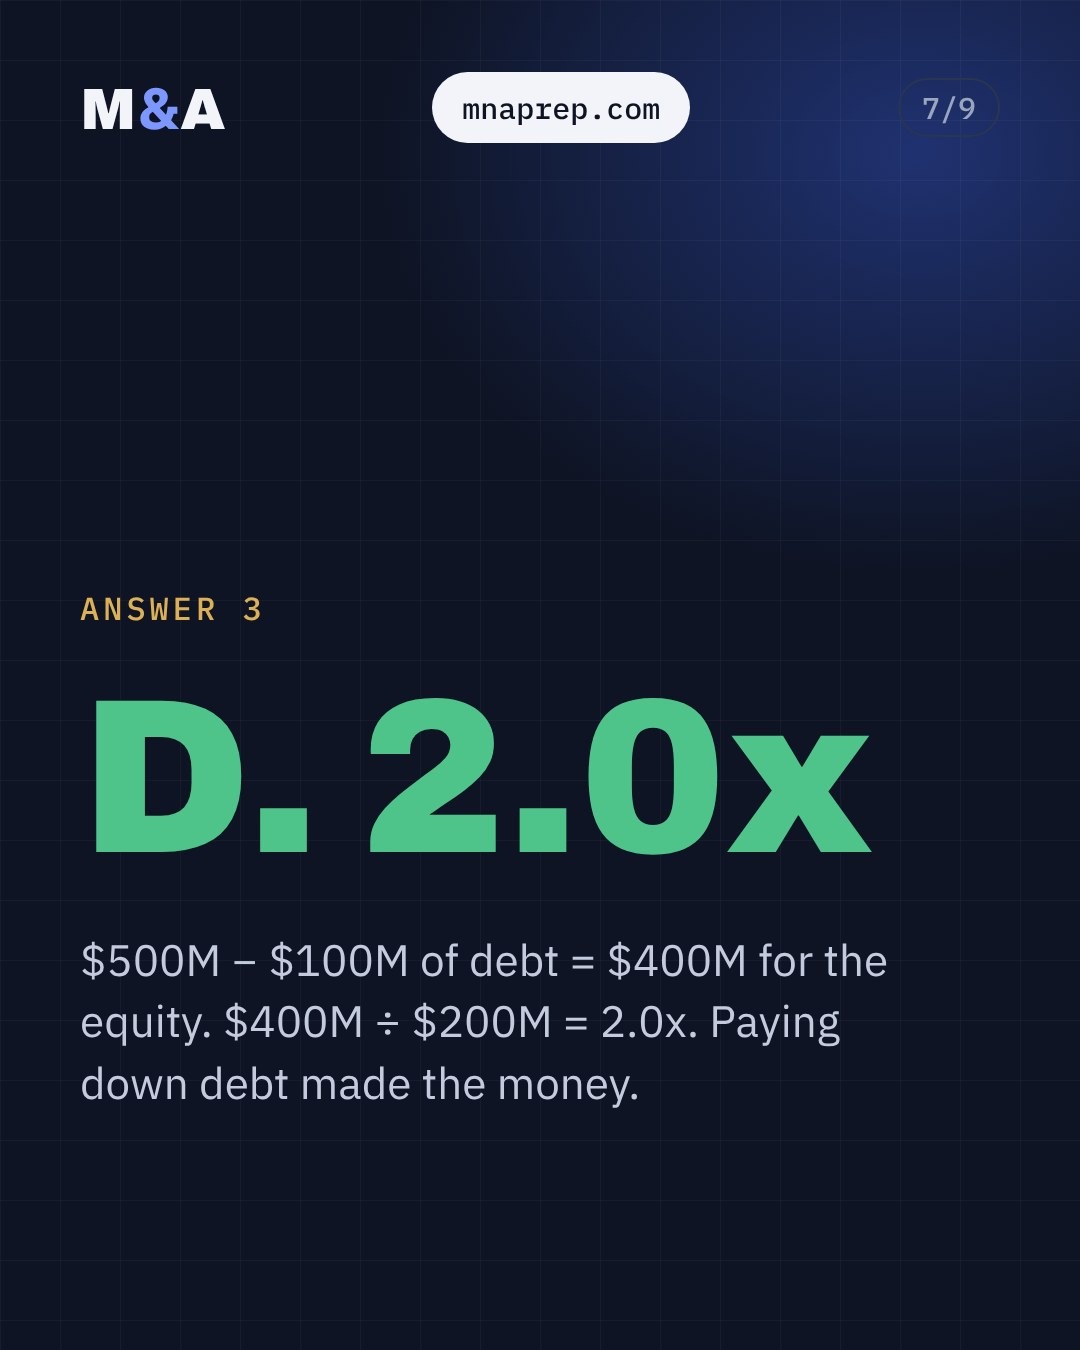 M&A
mnaprep.com
7/9
ANSWER 3
D. 2.0x
$500M – $100M of debt = $400M for the
equity. $400M ÷ $200M = 2.0x. Paying
down debt made the money.